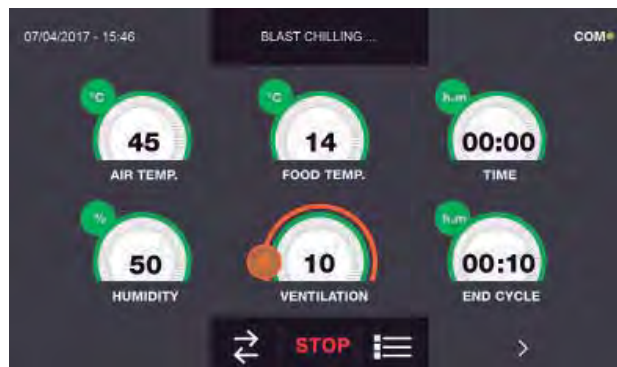 07/04/2017 - 15:46
BLAST CHILLING ...
COM
°C
45
AIR TEMP.
°C
14
FOOD TEMP.
h.m
00:00
TIME
%
50
HUMIDITY
10
VENTILATION
h.m
00:10
END CYCLE
STOP